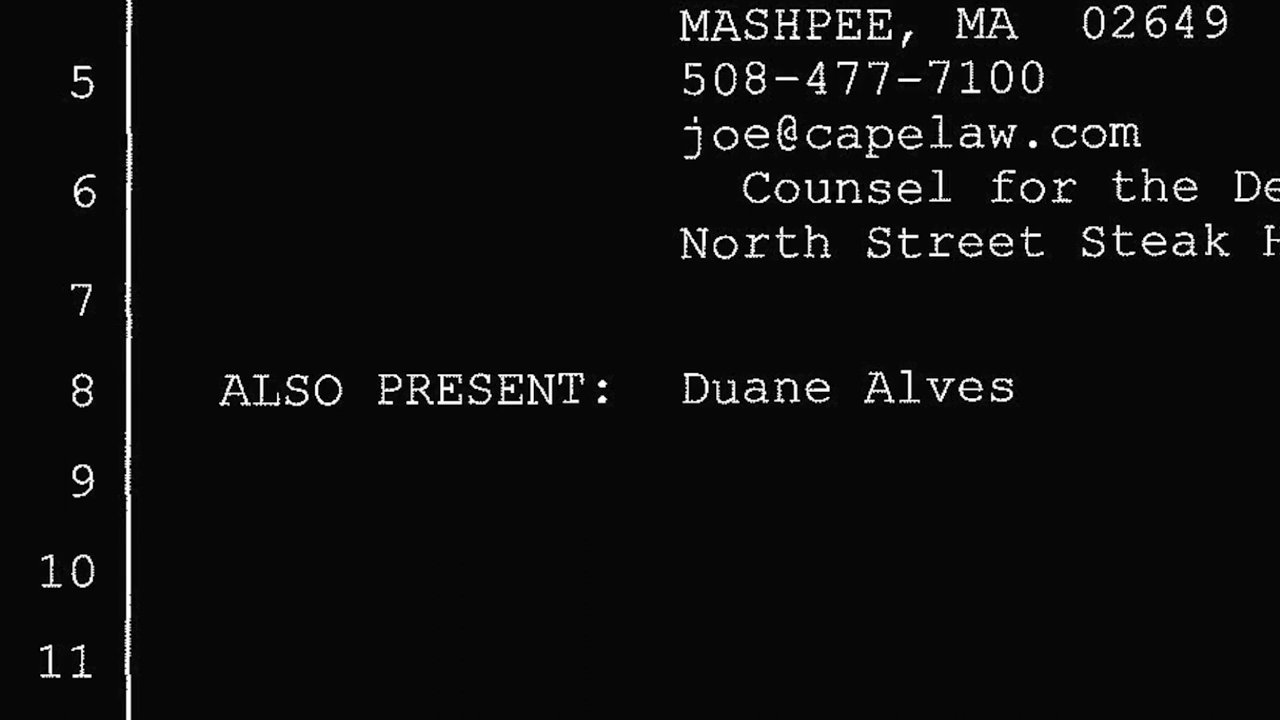 MASHPEE, MA  02649
5 508-477-7100
joe@capelaw.com
6 Counsel for the
North Street Steak
7
8 ALSO PRESENT:  Duane Alves
9
10
11